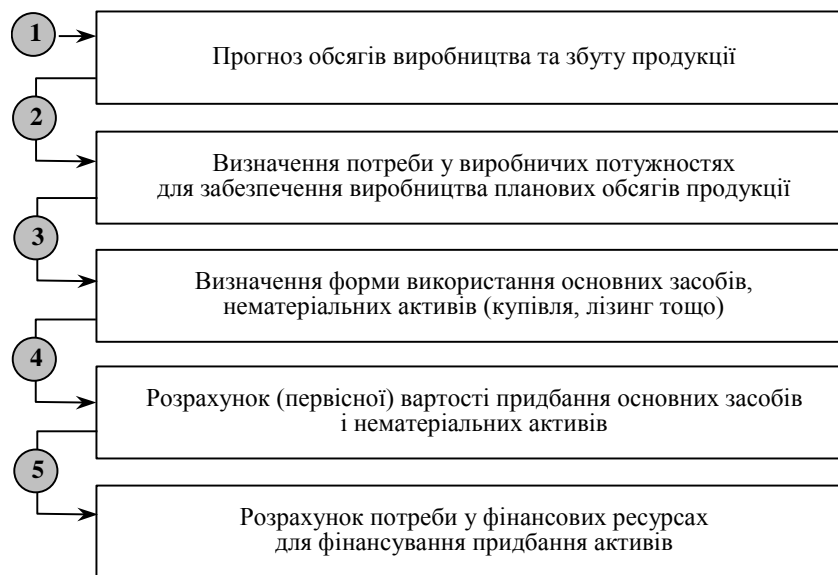 1
Прогноз обсягів виробництва та збуту продукції
2
Визначення потреби у виробничих потужностях
для забезпечення виробництва планових обсягів продукції
3
Визначення форми використання основних засобів,
нематеріальних активів (купівля, лізинг тощо)
4
Розрахунок (первісної) вартості придбання основних засобів
і нематеріальних активів
5
Розрахунок потреби у фінансових ресурсах
для фінансування придбання активів